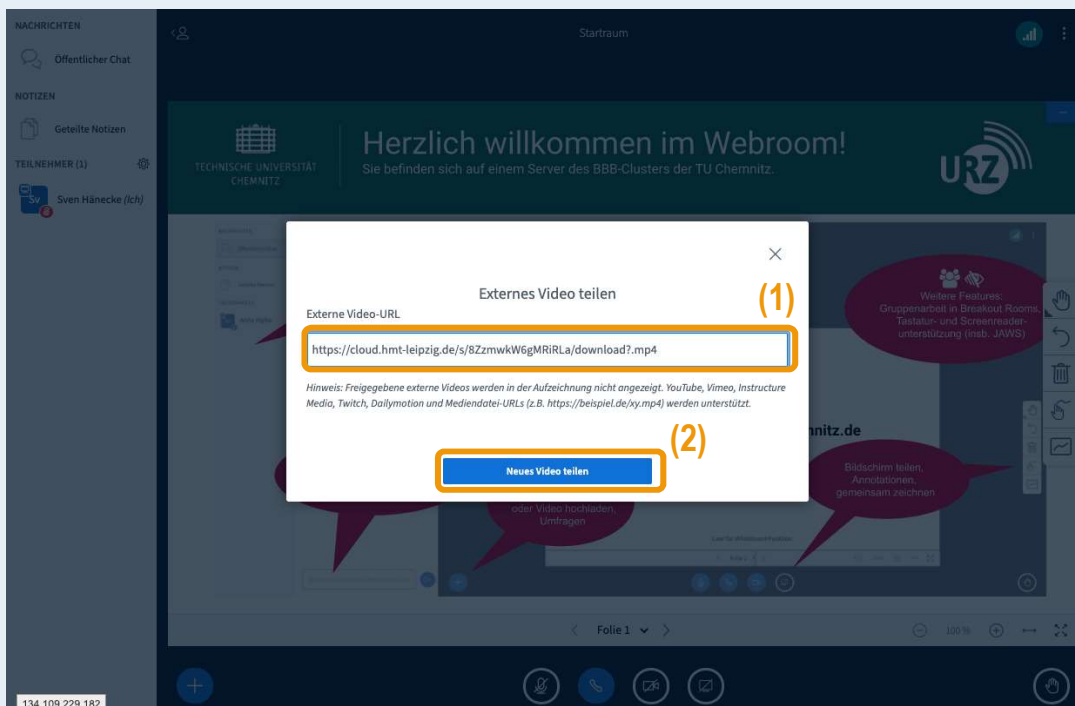 NACHRICHTEN
Öffentlicher Chat
NOTIZEN
Geteilte Notizen
TEILNEHMER (1)
Sv
Sven Hänecke (Ich)
Startraum
TECHNISCHE UNIVERSITÄT
CHEMNITZ
Herzlich willkommen im Webroom!
Sie befinden sich auf einem Server des BBB-Clusters der TU Chemnitz.
URZ
Weitere Features:
Gruppenarbeit in Breakout Rooms,
Tastatur- und Screenreader-
unterstützung (insb. JAWS)
Externes Video teilen
(1)
Externe Video-URL
https://cloud.hmt-leipzig.de/s/8ZzmwkW6gMRiRLa/download?.mp4
Hinweis: Freigegebene externe Videos werden in der Aufzeichnung nicht angezeigt. YouTube, Vimeo, Instructure
Media, Twitch, Dailymotion und Mediendatei-URLs (z.B. https://beispiel.de/xy.mp4) werden unterstützt.
(2)
Neues Video teilen
nitz.de
Bildschirm teilen,
Annotationen,
gemeinsam zeichnen
oder Video hochladen,
Umfragen
Folie 1
100 %
134.109.229.182